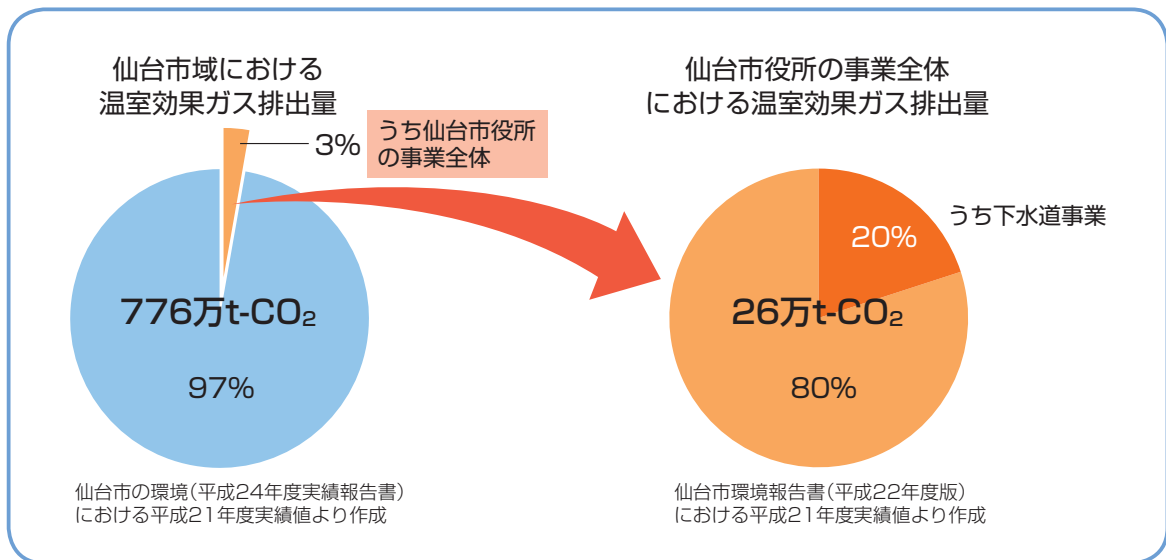 仙台市域における
温室効果ガス排出量
3%
うち仙台市役所
の事業全体
776万t-CO₂
97%
仙台市の環境(平成24年度実績報告書)
における平成21年度実績値より作成
仙台市役所の事業全体
における温室効果ガス排出量
うち下水道事業
20%
26万t-CO₂
80%
仙台市環境報告書(平成22年度版)
における平成21年度実績値より作成